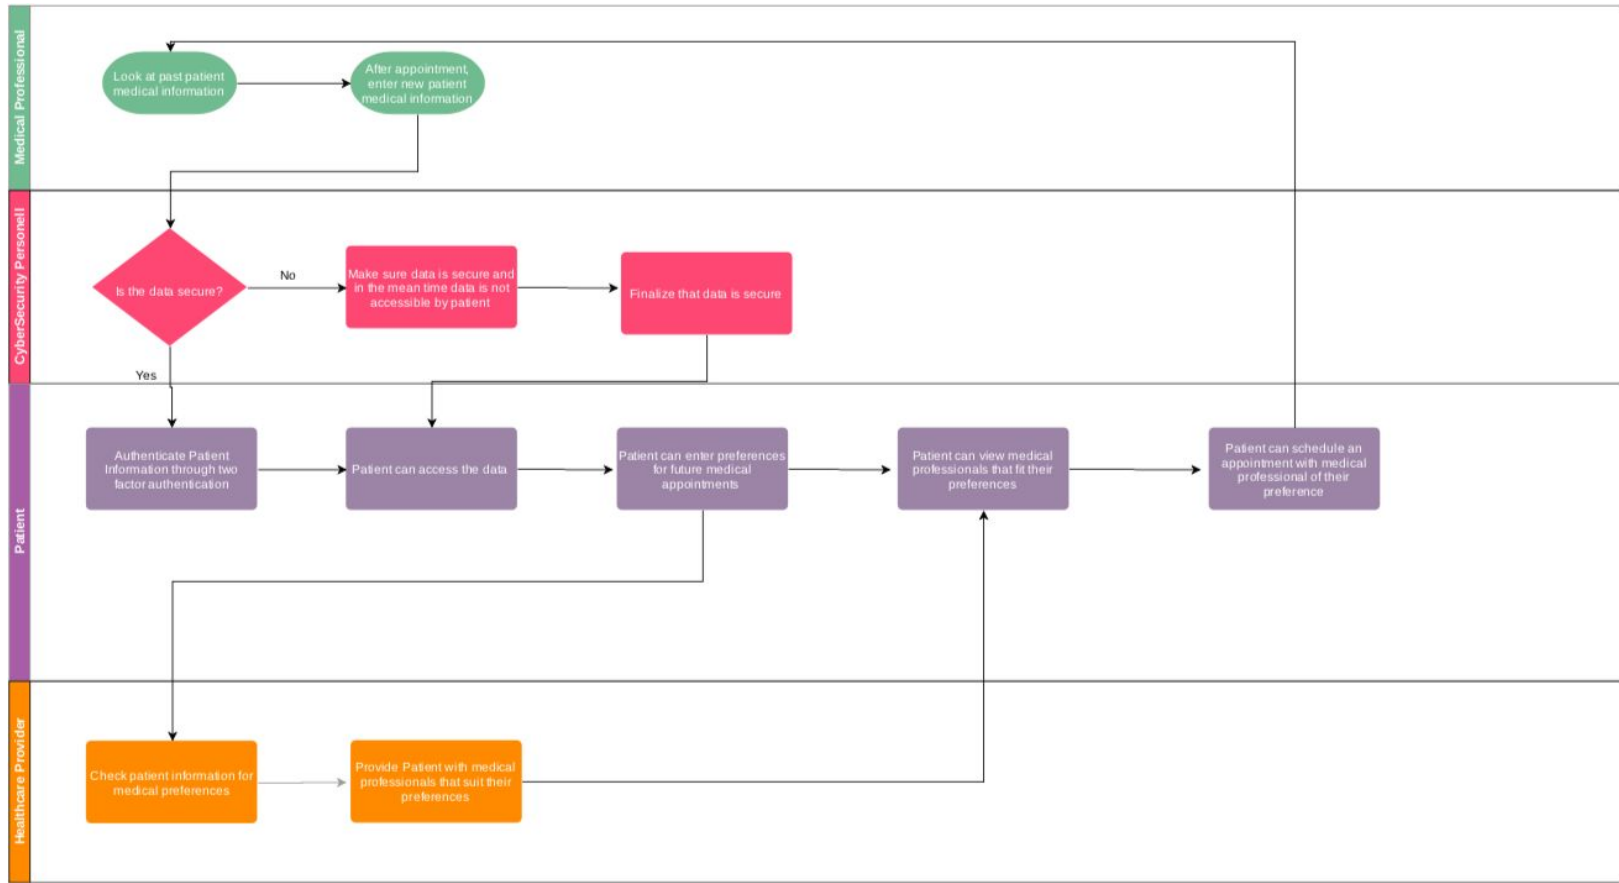 Medical Professional
Look at past patient
medical information
After appointment,
enter new patient
medical information
CyberSecurity Personell
Is the data secure?
No
Make sure data is secure and
in the mean time data is not
accessible by patient
Finalize that data is secure
Yes
Patient
Authenticate Patient
Information through two
factor authentication
Patient can access the data
Patient can enter preferences
for future medical
appointments
Patient can view medical
professionals that fit their
preferences
Patient can schedule an
appointment with medical
professional of their
preference
Healthcare Provider
Check patient information for
medical preferences
Provide Patient with medical
professionals that suit their
preferences